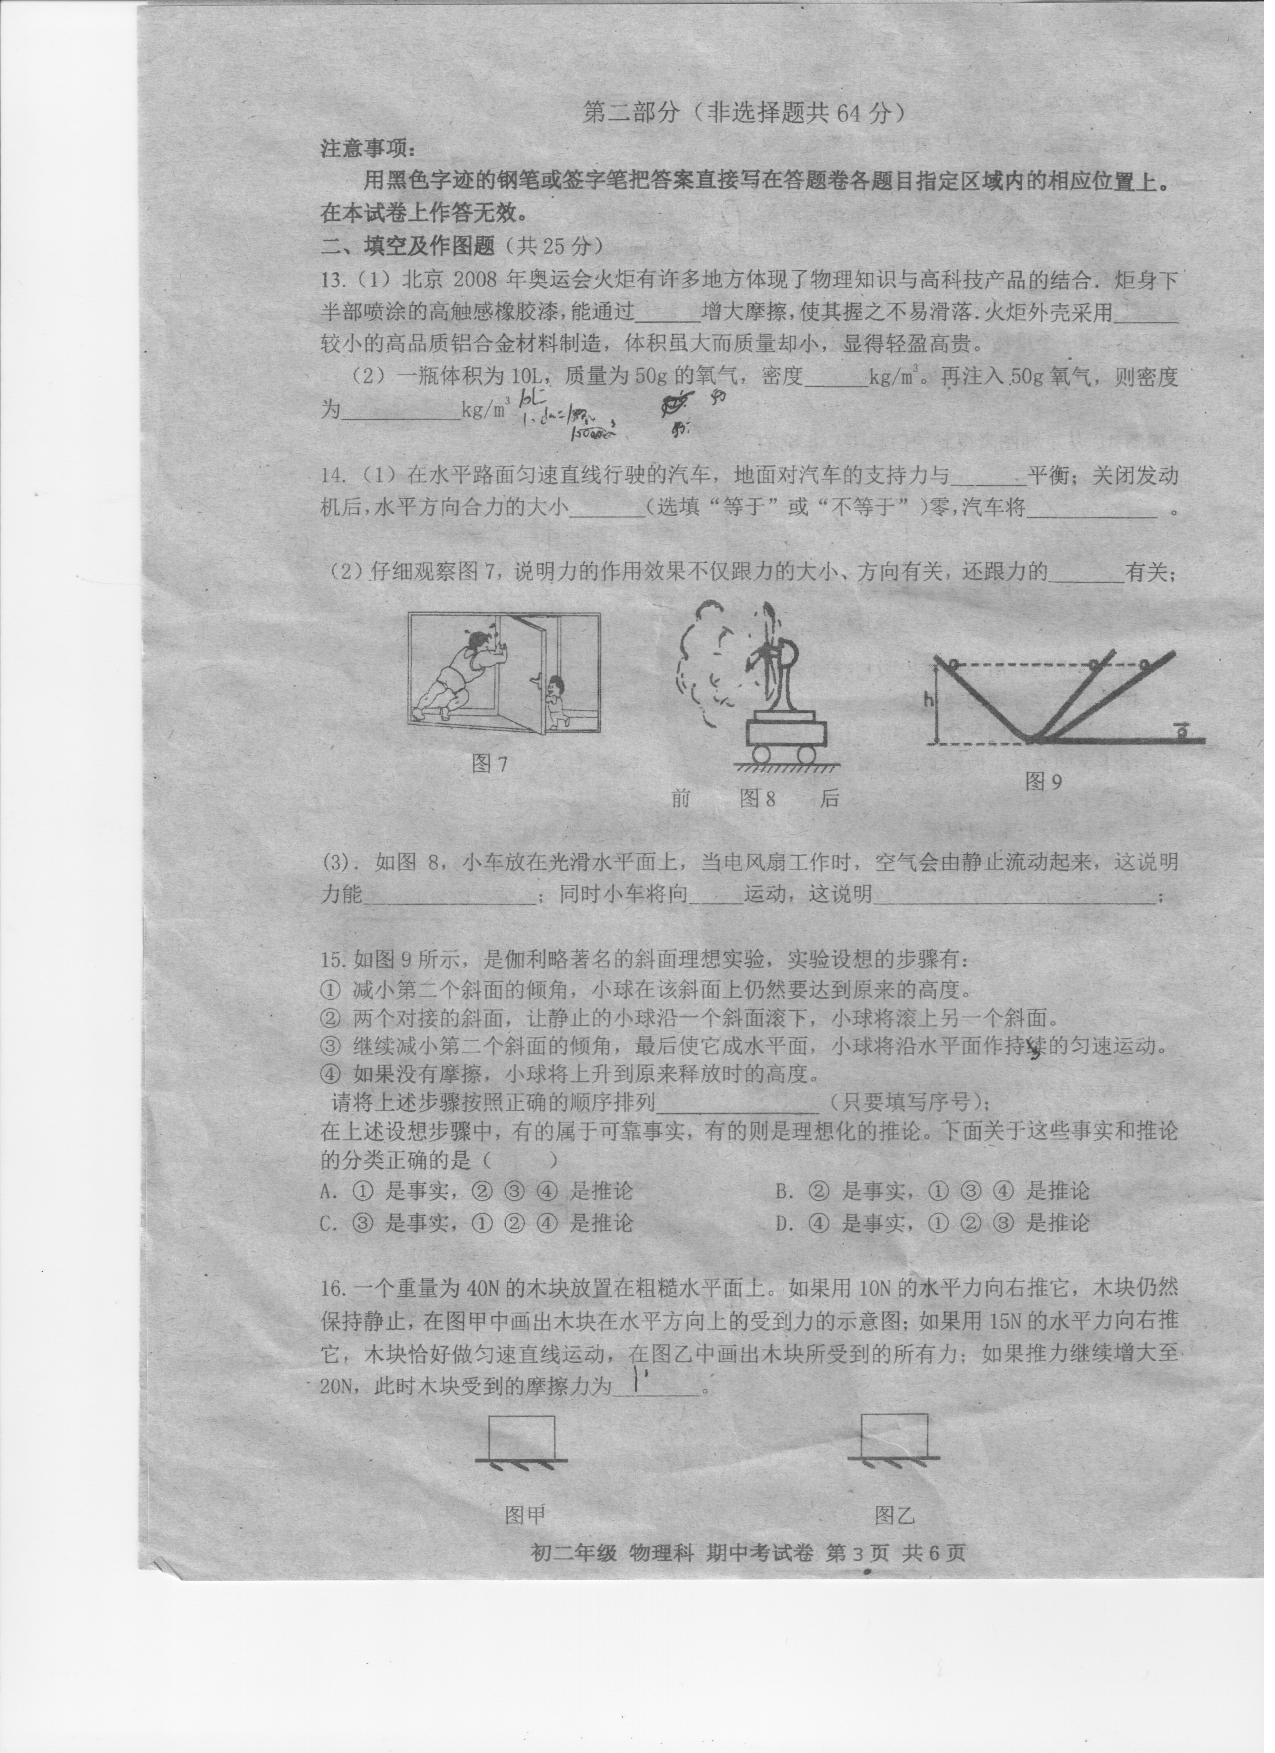 第二部分（非选择题共64分）
注意事项：
用黑色字迹的钢笔或签字笔把答案直接写在答题卷各题目指定区域内的相应位置上。
在本试卷上作答无效。
二、填空及作图题（共25分）
13.（1）北京 2008 年奥运会火炬有许多地方体现了物理知识与高科技产品的结合．炬身下
半部喷涂的高触感橡胶漆，能通过______增大摩擦，使其握之不易滑落．火炬外壳采用______
较小的高品质铝合金材料制造，体积虽大而质量却小，显得轻盈高贵。
（2）一瓶体积为10L，质量为50g的氧气，密度______kg/m³。再注入50g氧气，则密度
为___________kg/m³
14.（1）在水平路面匀速直线行驶的汽车，地面对汽车的支持力与_______平衡；关闭发动
机后，水平方向合力的大小_______（选填“等于”或“不等于”）零，汽车将____________ 。
（2）仔细观察图7，说明力的作用效果不仅跟力的大小、方向有关，还跟力的_______有关；
h
图7
图9
前 图8 后
(3)．如图 8，小车放在光滑水平面上，当电风扇工作时，空气会由静止流动起来，这说明
力能________________；同时小车将向_____运动，这说明__________________________；
15.如图9所示，是伽利略著名的斜面理想实验，实验设想的步骤有：
① 减小第二个斜面的倾角，小球在该斜面上仍然要达到原来的高度。
② 两个对接的斜面，让静止的小球沿一个斜面滚下，小球将滚上另一个斜面。
③ 继续减小第二个斜面的倾角，最后使它成水平面，小球将沿水平面作持续的匀速运动。
④ 如果没有摩擦，小球将上升到原来释放时的高度。
请将上述步骤按照正确的顺序排列_______________（只要填写序号）；
在上述设想步骤中，有的属于可靠事实，有的则是理想化的推论。下面关于这些事实和推论
的分类正确的是（ ）
A．① 是事实，② ③ ④ 是推论 B．② 是事实，① ③ ④ 是推论
C．③ 是事实，① ② ④ 是推论 D．④ 是事实，① ② ③ 是推论
16.一个重量为40N的木块放置在粗糙水平面上。如果用10N的水平力向右推它，木块仍然
保持静止，在图甲中画出木块在水平方向上的受到力的示意图；如果用15N的水平力向右推
它，木块恰好做匀速直线运动，在图乙中画出木块所受到的所有力；如果推力继续增大至
20N，此时木块受到的摩擦力为________。
图甲 图乙
初二年级 物理科 期中考试卷 第3页 共6页